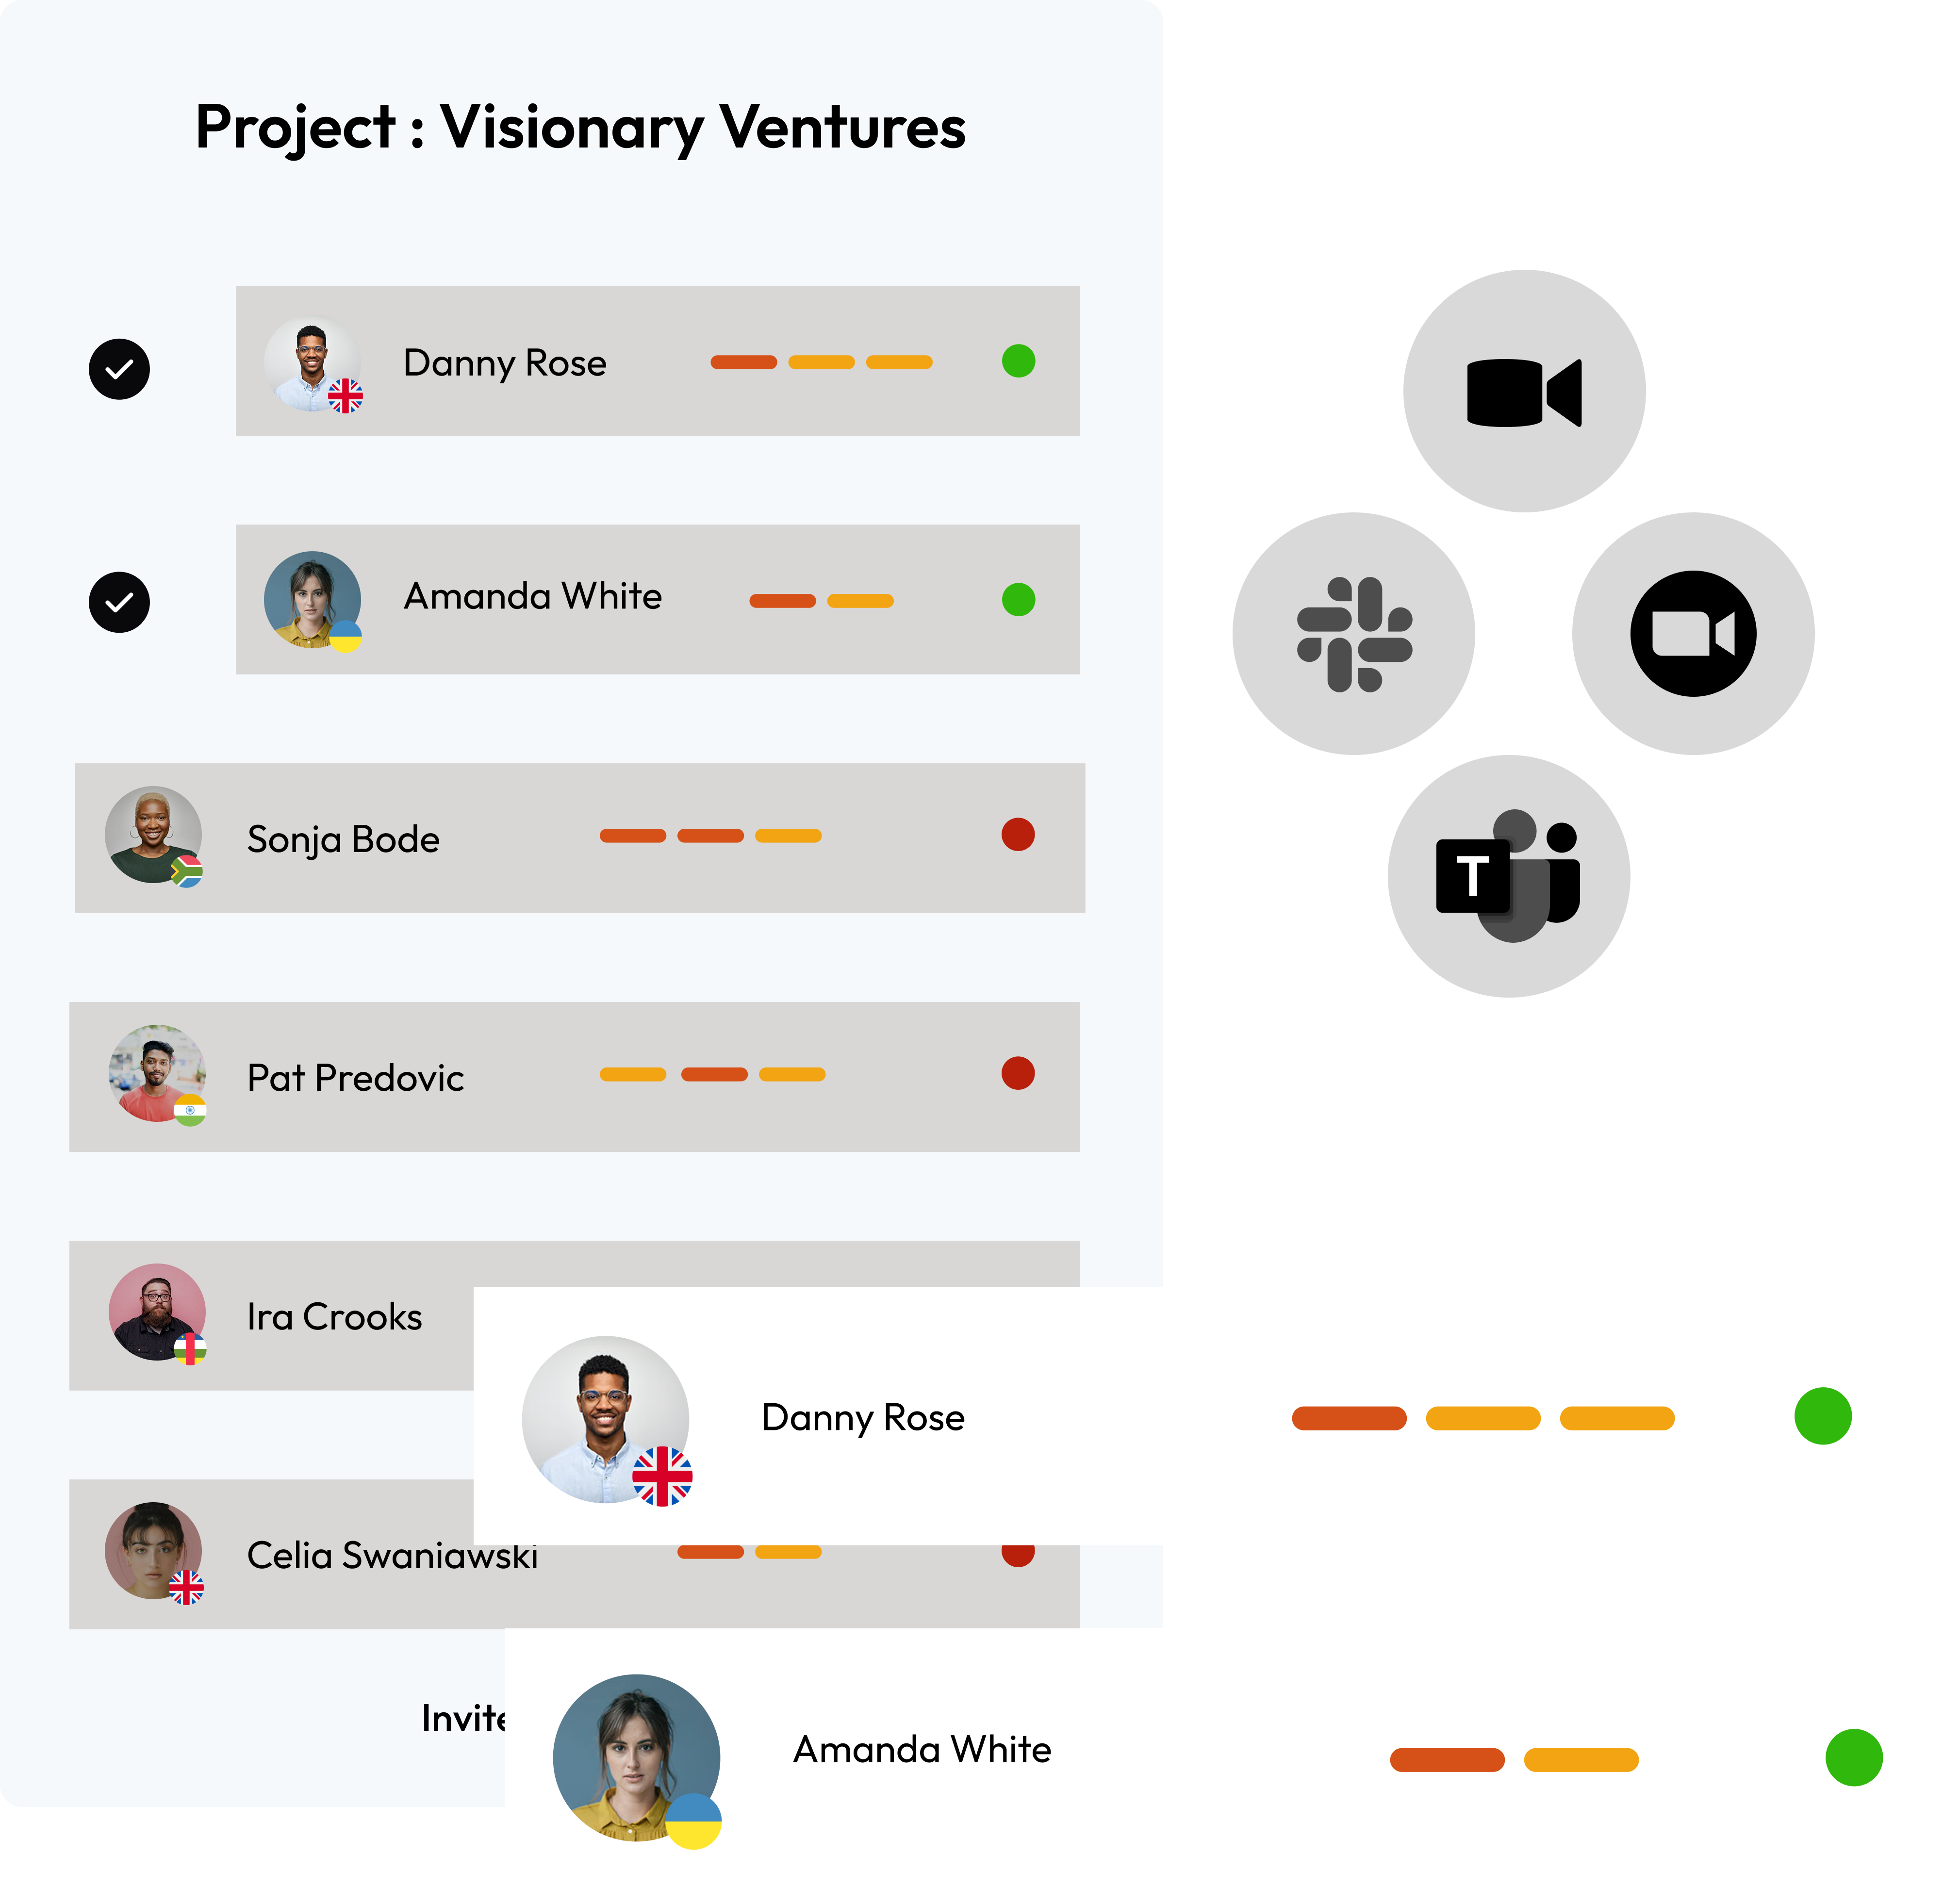 Project : Visionary Ventures
Danny Rose
Amanda White
Sonja Bode
Pat Predovic
Ira Crooks
Celia Swaniawski
Invite
T
Danny Rose
Amanda White